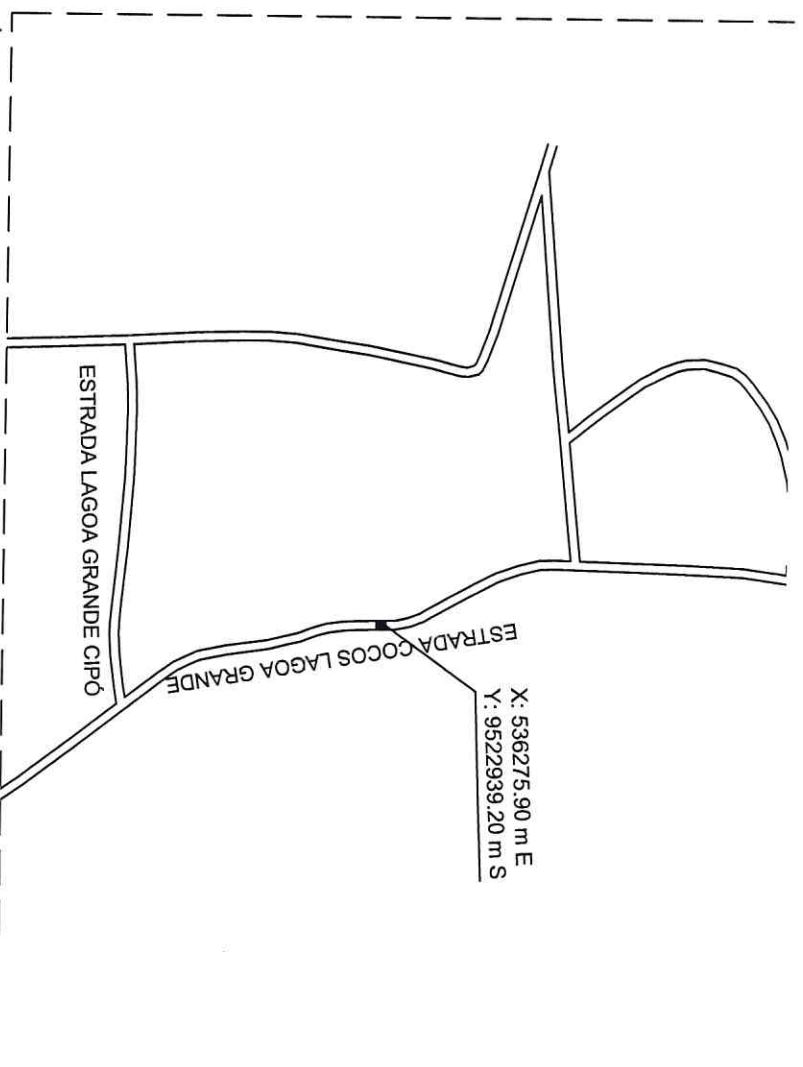 X: 536275.90 m E
Y: 9522939.20 m S
ESTRADA COCOS LAGOA GRANDE
ESTRADA LAGOA GRANDE CIPÓ